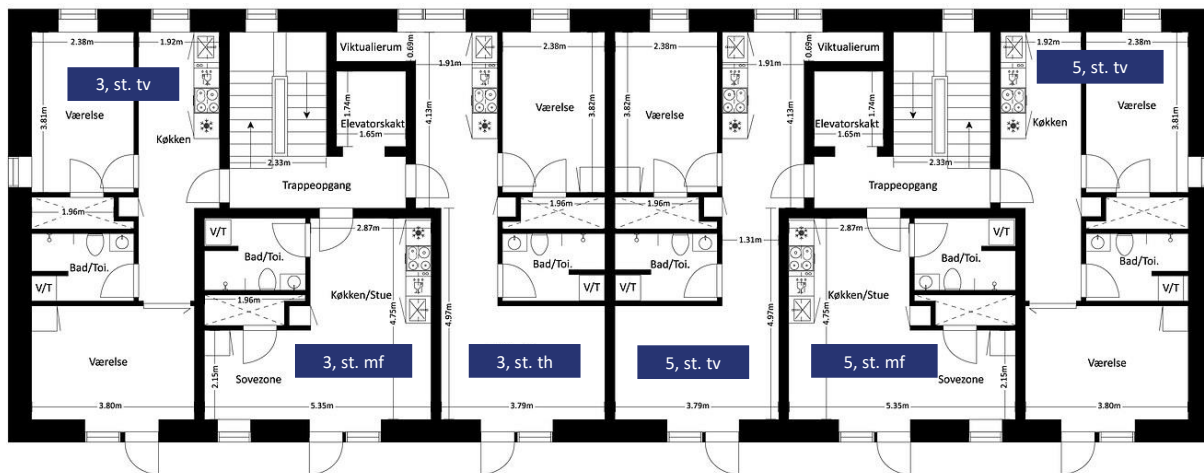 2.38m
1.92m
3, st. tv
3.81m
Værelse
Køkken
1.96m
Bad/Toi.
V/T
Værelse
3.80m
2.33m
Trappeopgang
Viktualierum
0.69m
1.74m
Elevatorskakt
1.65m
1.91m
4.13m
V/T
Bad/Toi.
2.87m
1.96m
Køkken/Stue
4.75m
3, st. mf
2.15m
Sovezone
5.35m
2.38m
3.82m
Værelse
1.96m
Bad/Toi.
V/T
4.97m
3, st. th
3.79m
2.38m
3.82m
Værelse
1.96m
Bad/Toi.
V/T
1.31m
4.97m
5, st. tv
3.79m
0.69m
Viktualierum
1.91m
4.13m
1.74m
Elevatorskakt
1.65m
2.33m
Trappeopgang
2.87m
V/T
Bad/Toi.
Køkken/Stue
4.75m
5, st. mf
2.15m
Sovezone
5.35m
1.92m
2.38m
5, st. tv
Værelse
3.81m
Køkken
Bad/Toi.
V/T
Værelse
3.80m